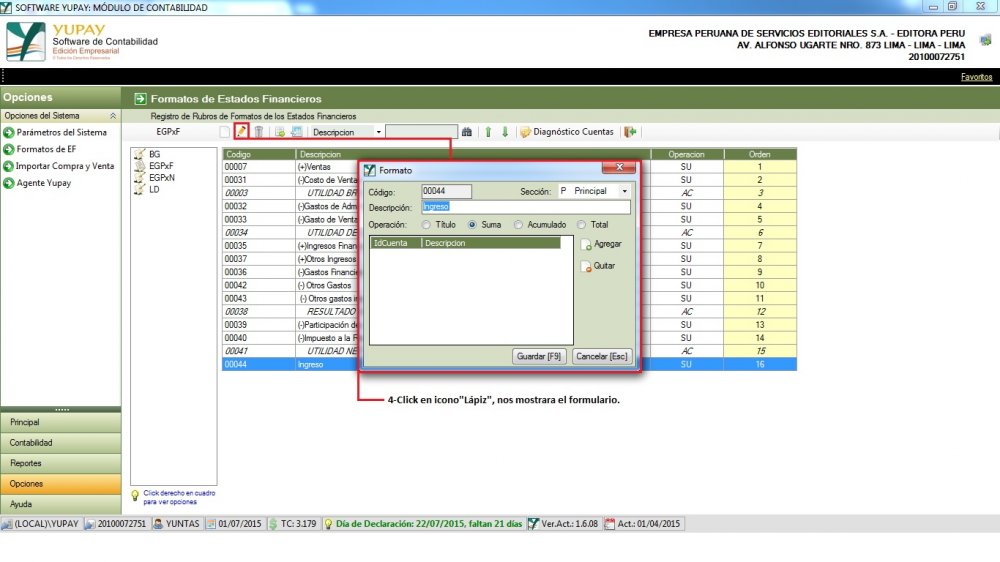 SOFTWARE YUPAY: MÓDULO DE CONTABILIDAD
YUPAY
Software de Contabilidad
Edición Empresarial
EMPRESA PERUANA DE SERVICIOS EDITORIALES S.A. - EDITORA PERU
AV. ALFONSO UGARTE NRO. 873 LIMA - LIMA - LIMA
20100072751
Favoritos
Opciones
Formatos de Estados Financieros
Opciones del Sistema
Registro de Rubros de Formatos de los Estados Financieros
Parámetros del Sistema
Formatos de EF
Importar Compra y Venta
Agente Yupay
EGPxF
Descripcion
Diagnóstico Cuentas
BG
EGPxF
EGPxN
LD
Codigo Descripcion Operacion Orden
00007 (+)Ventas SU 1
00031 (-)Costo de Venta SU 2
00003 UTILIDAD BR AC 3
00032 (-)Gastos de Adm SU 4
00033 (-)Gasto de Venta SU 5
00034 UTILIDAD DE AC 6
00035 (+)Ingresos Finan SU 7
00037 (+)Otros Ingresos SU 8
00036 (-)Gastos Financie SU 9
00042 (-) Otros Gastos SU 10
00043 (-) Otros gastos i SU 11
00038 RESULTADO AC 12
00039 (-)Participación de SU 13
00040 (-)Impuesto a la R SU 14
00041 UTILIDAD NE AC 15
00044 Ingreso SU 16
Formato
Código: 00044 Sección: P Principal
Descripción: Ingreso
Operación: Título Suma Acumulado Total
IdCuenta Descripcion
Agregar
Quitar
Guardar [F9] Cancelar [Esc]
4-Click en icono"Lápiz", nos mostrara el formulario.
Principal
Contabilidad
Reportes
Opciones
Ayuda
Click derecho en cuadro
para ver opciones
(LOCAL)\YUPAY 20100072751 YUNTAS 01/07/2015 TC: 3.179 Día de Declaración: 22/07/2015, faltan 21 días Ver.Act.: 1.6.08 Act.: 01/04/2015